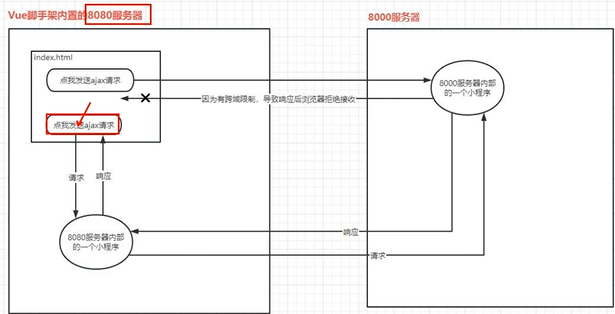 Vue脚手架内置的8080服务器
8000服务器
index.html
点我发送ajax请求
8000服务器内部
的一个小程序
因为有跨域限制，导致响应后浏览器拒绝接收
点我发送ajax请求
请求
响应
8080服务器内部
的一个小程序
响应
请求